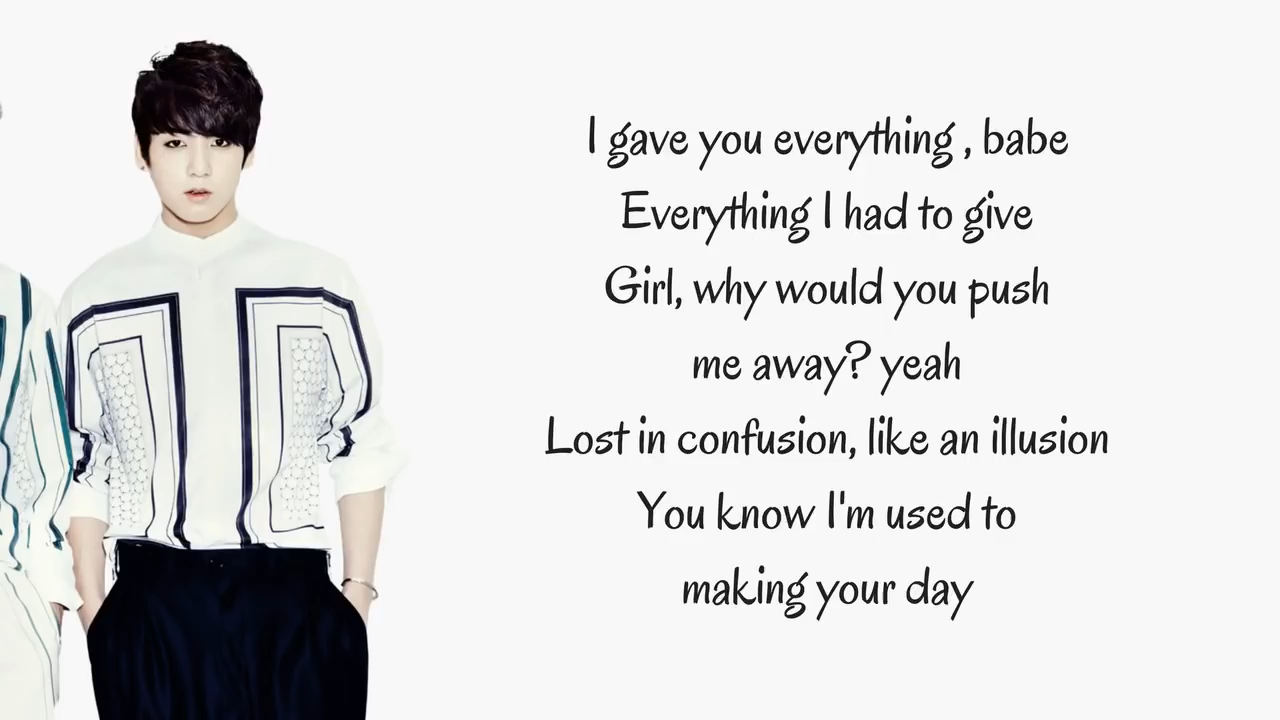 I gave you everything , babe
Everything I had to give
Girl, why would you push
me away? yeah
Lost in confusion, like an illusion
You know I'm used to
making your day